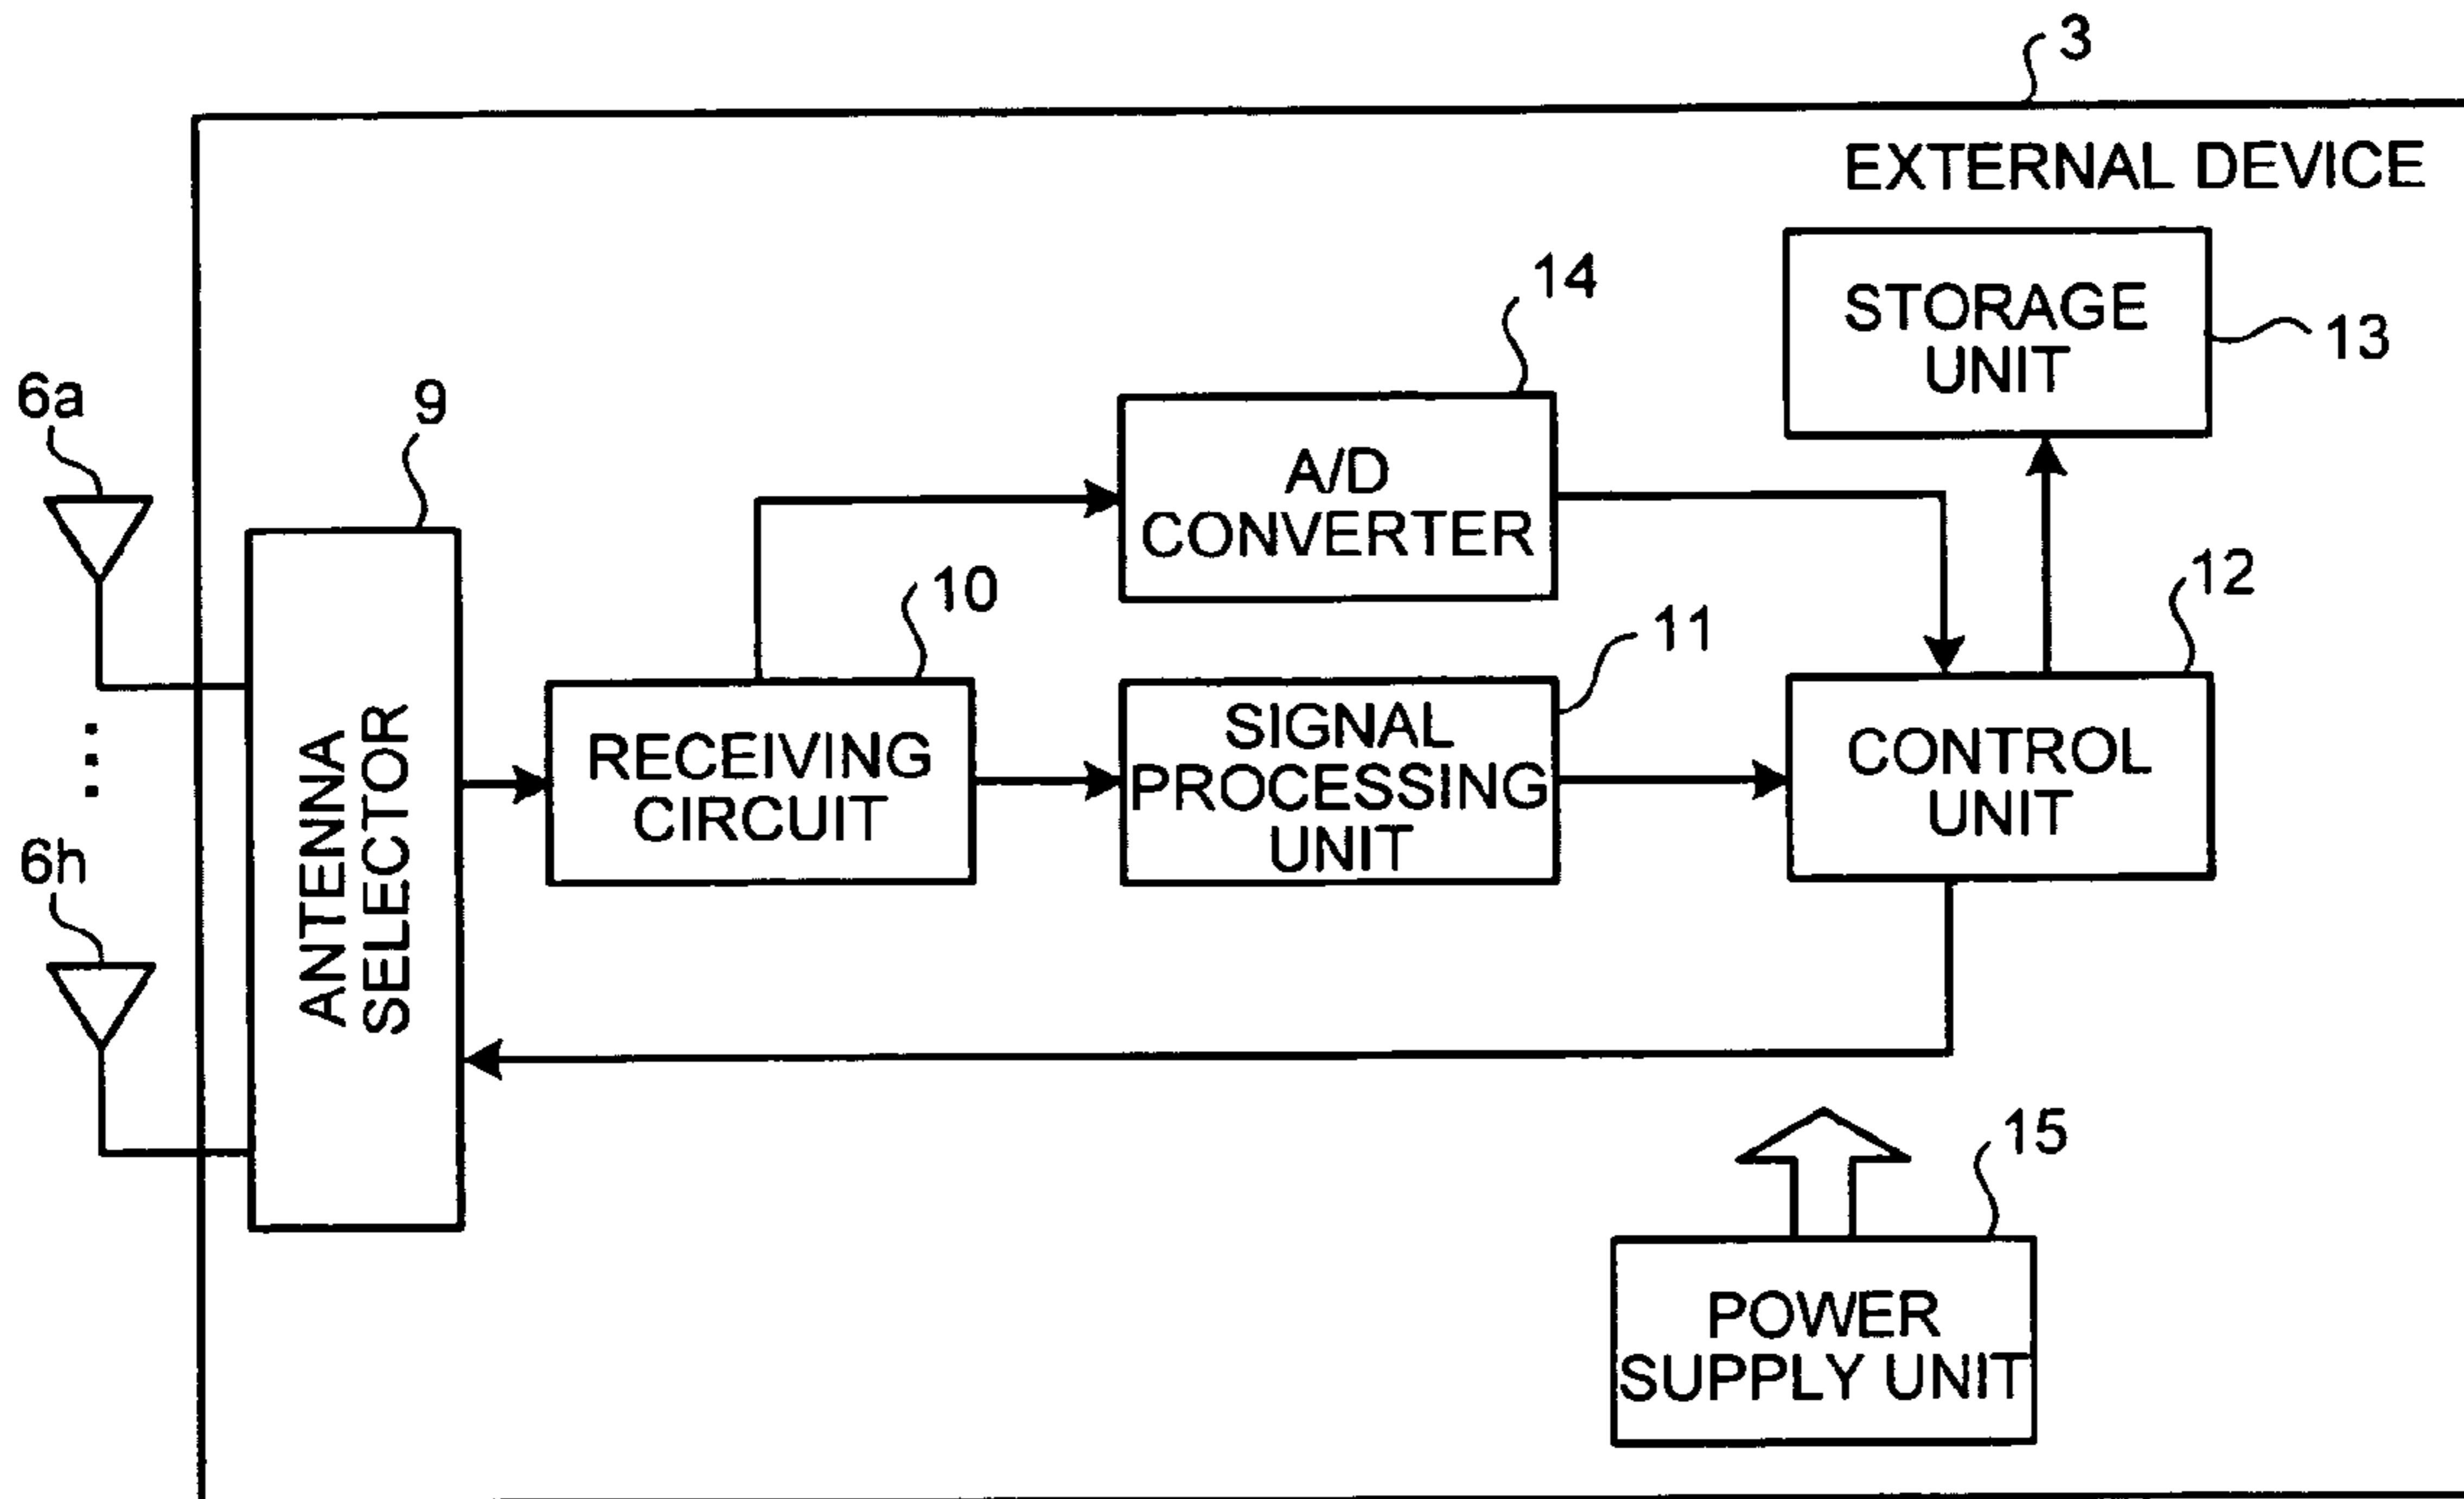 3
EXTERNAL DEVICE
STORAGE
UNIT
13
14
A/D
CONVERTER
6a
9
10
11
12
ANTENNA
SELECTOR
RECEIVING
CIRCUIT
SIGNAL
PROCESSING
UNIT
CONTROL
UNIT
6h
15
POWER
SUPPLY UNIT